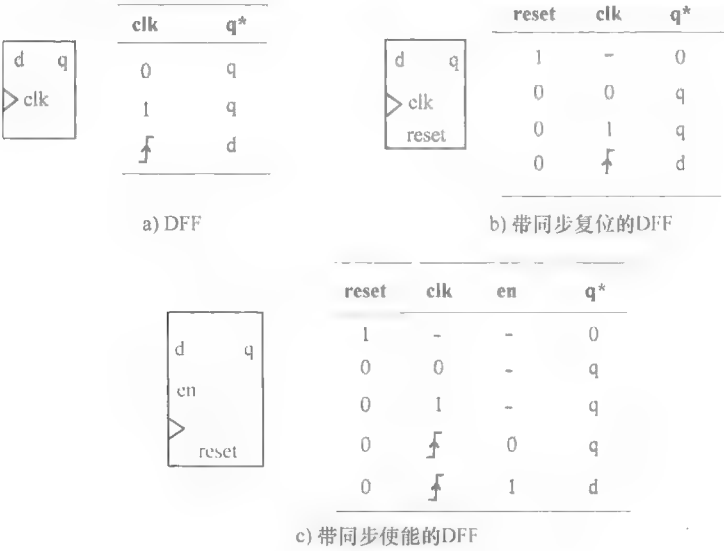 clk q*
d q
clk
0 q
1 q
d
a) DFF
reset clk q*
d q
clk
reset
1 - 0
0 0 q
0 1 q
0 d
b) 带同步复位的DFF
reset clk en q*
d q
en
reset
1 - - 0
0 0 - q
0 1 - q
0 0 q
0 1 d
c) 带同步使能的DFF